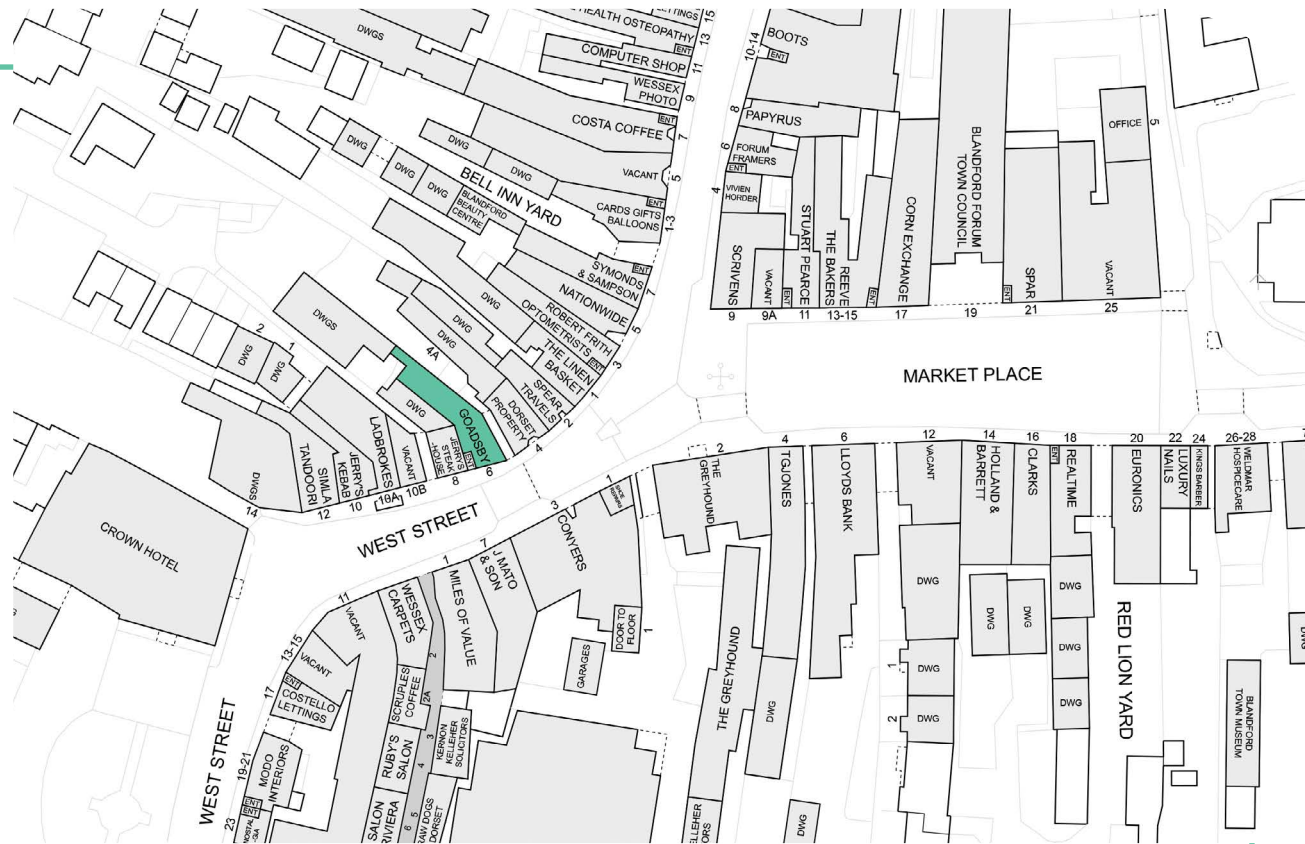 DWGS
HEALTH OSTEOPATHY
ENT
COMPUTER SHOP
WESSEX
PHOTO
15
13
11
9
ENT
COSTA COFFEE
7
VACANT
5
ENT
CARDS GIFTS
BALLOONS
1-3
DWG
DWG
DWG
BELL INN YARD
DWG
DWG
BLANDFORD
BEAUTY
CENTRE
SYMONDS
& SAMPSON
ENT
7
NATIONWIDE
5
ROBERT FRITH
OPTOMETRISTS
ENT
3
THE LINEN
BASKET
1
SPEAR
TRAVELS
2
DORSET
PROPERTY
4
DWG
DWG
DWGS
4A
GOADSBY
ENT
6
DWG
JERRYS
STEAK
-HOUSE
8
VACANT
10B
LADBROKES
10A
JERRY'S
KEBAB
10
SIMLA
TANDOORI
12
DWGS
14
2
1
DWG
DWG
CROWN HOTEL
WEST STREET
10-14
BOOTS
ENT
8
PAPYRUS
6
FORUM
FRAMERS
ENT
4
VIVIEN
HORDER
SCRIVENS
9
VACANT
9A
ENT
STUART PEARCE
11
REEVE
THE BAKERS
13-15
ENT
CORN EXCHANGE
17
BLANDFORD FORUM
TOWN COUNCIL
19
SPAR
ENT
21
VACANT
25
OFFICE
5
MARKET PLACE
1
SHOE
REPAIRS
3
CONYERS
DOOR TO
FLOOR
1
GARAGES
7
J MATO
& SON
1
MILES OF VALUE
WESSEX
CARPETS
11
VACANT
13-15
VACANT
17
ENT
COSTELLO
LETTINGS
19-21
MODO
INTERIORS
ENT
ENT
23
WEST STREET
SCRUPLES
COFFEE
RUBY'S
SALON
SALON
RIVIERA
2
2A
3
4
5
6
KERNON
KELLEHER
SOLICITORS
RAW DOGS
DORSET
2
THE
GREYHOUND
THE GREYHOUND
4
TGJONES
DWG
DWG
6
LLOYDS BANK
12
VACANT
DWG
1
DWG
2
DWG
14
HOLLAND &
BARRETT
DWG
16
CLARKS
DWG
18
ENT
REALTIME
DWG
DWG
DWG
RED LION YARD
20
EURONICS
22
LUXURY
NAILS
24
KINGS BARBER
26-28
WELDMAR
HOSPICECARE
BLANDFORD
TOWN MUSEUM
DWG